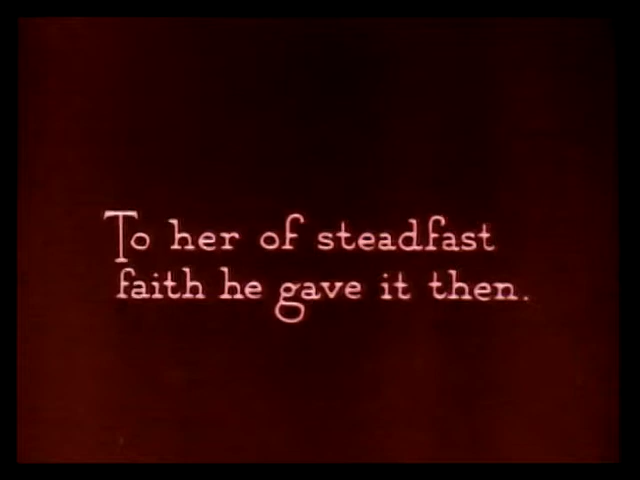 To her of steadfast
faith he gave it then.